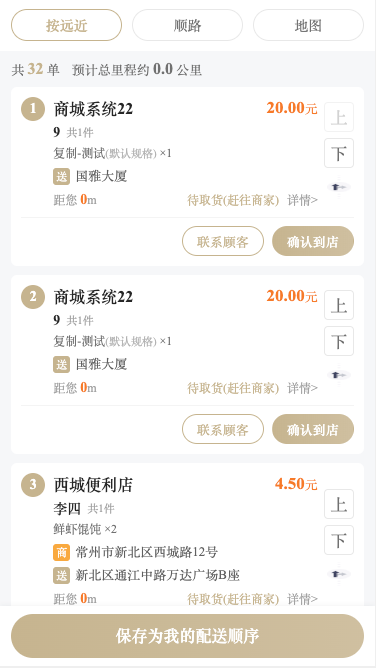 按远近 顺路 地图
共 32 单 预计总里程约 0.0 公里
1 商城系统22 20.00元 上
9 共1件
复制-测试(默认规格) ×1 下
送 国雅大厦
距您 0m 待取货(赶往商家) 详情>
联系顾客 确认到店
2 商城系统22 20.00元 上
9 共1件
复制-测试(默认规格) ×1 下
送 国雅大厦
距您 0m 待取货(赶往商家) 详情>
联系顾客 确认到店
3 西城便利店 4.50元 上
李四 共1件
鲜虾馄饨 ×2 下
商 常州市新北区西城路12号
送 新北区通江中路万达广场B座
距您 0m 待取货(赶往商家) 详情>
保存为我的配送顺序